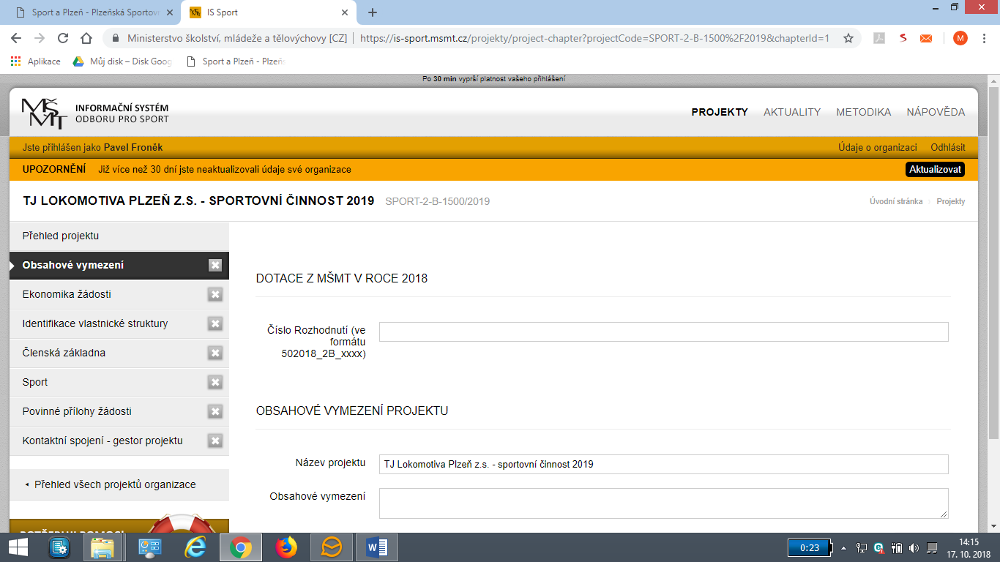 Sport a Plzeň - Plzeňská Sportovn
IS Sport
Ministerstvo školství, mládeže a tělovýchovy [CZ] | https://is-sport.msmt.cz/projekty/project-chapter?projectCode=SPORT-2-B-1500%2F2019&chapterId=1
M
Aplikace
Můj disk – Disk Goog
Sport a Plzeň - Plzeňs
Po 30 min vyprší platnost vašeho přihlášení
MŠMT
INFORMAČNÍ SYSTÉM
ODBORU PRO SPORT
PROJEKTY AKTUALITY METODIKA NÁPOVĚDA
Jste přihlášen jako Pavel Froněk
Údaje o organizaci Odhlásit
UPOZORNĚNÍ Již více než 30 dní jste neaktualizovali údaje své organizace
Aktualizovat
TJ LOKOMOTIVA PLZEŇ Z.S. - SPORTOVNÍ ČINNOST 2019 SPORT-2-B-1500/2019
Úvodní stránka Projekty
Přehled projektu
Obsahové vymezení
Ekonomika žádosti
Identifikace vlastnické struktury
Členská základna
Sport
Povinné přílohy žádosti
Kontaktní spojení - gestor projektu
Přehled všech projektů organizace
POTŘEBUJI POMOCI
DOTACE Z MŠMT V ROCE 2018
Číslo Rozhodnutí (ve
formátu
502018_2B_xxxx)
OBSAHOVÉ VYMEZENÍ PROJEKTU
Název projektu
TJ Lokomotiva Plzeň z.s. - sportovní činnost 2019
Obsahové vymezení
0:23
14:15
17. 10. 2018